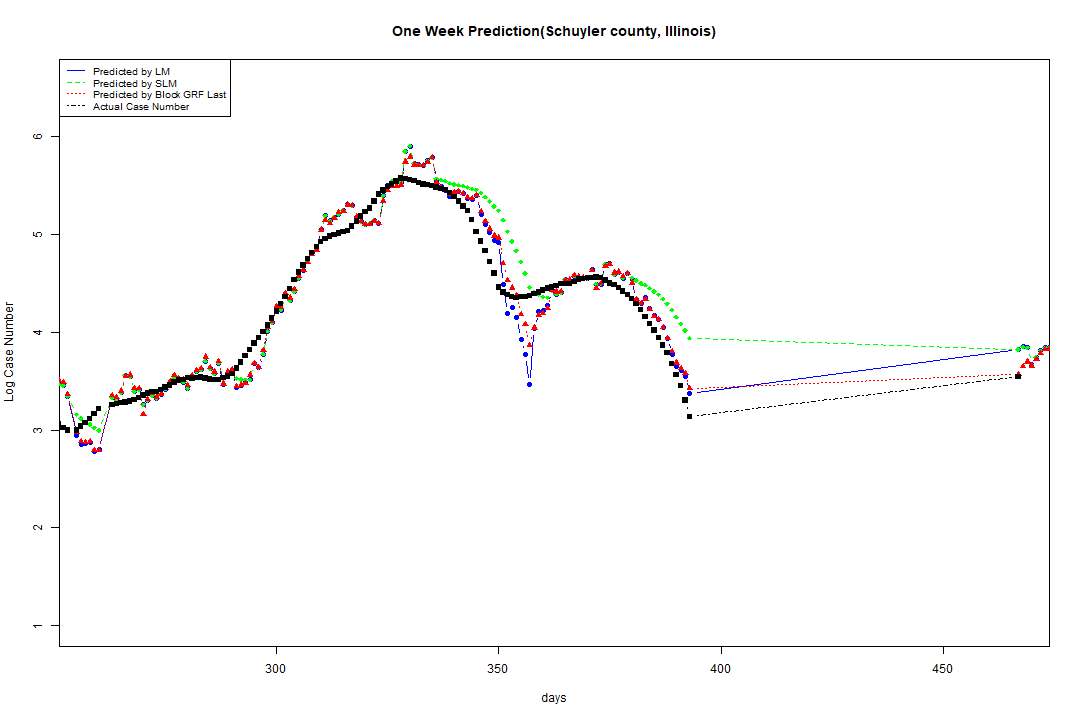 One Week Prediction(Schuyler county, Illinois)
Predicted by LM
Predicted by SLM
Predicted by Block GRF Last
Actual Case Number
Log Case Number
6
5
4
3
2
1
300
350
400
450
days